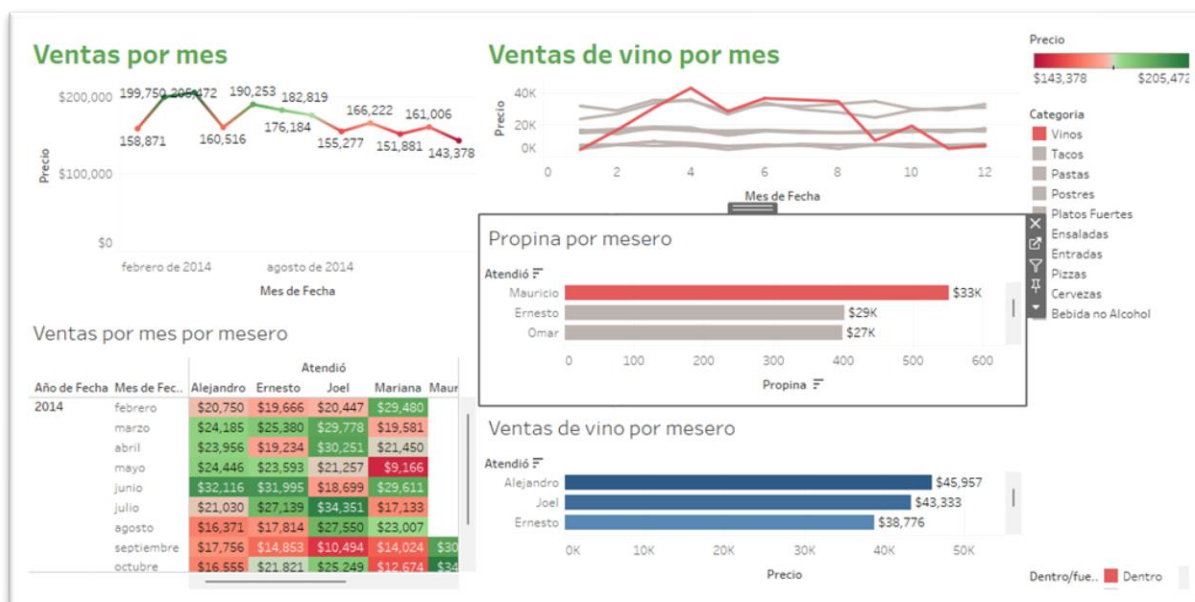 Ventas por mes
$200,000
$100,000
$0
Precio
158,871
199,750
205,472
160,516
190,253
176,184
182,819
155,277
166,222
151,881
161,006
143,378
febrero de 2014
agosto de 2014
Mes de Fecha
Ventas de vino por mes
40K
20K
0K
Precio
0 2 4 6 8 10 12
Mes de Fecha
Precio
$143,378 $205,472
Categoria
Vinos
Tacos
Pastas
Postres
Platos Fuertes
Ensaladas
Entradas
Pizzas
Cervezas
Bebida no Alcohol
Propina por mesero
Atendió
Mauricio $33K
Ernesto $29K
Omar $27K
0 100 200 300 400 500 600
Propina
Ventas por mes por mesero
Atendió
Año de Fecha Mes de Fec.. Alejandro Ernesto Joel Mariana Maur
2014 febrero $20,750 $19,666 $20,447 $29,480
marzo $24,185 $25,380 $29,778 $19,581
abril $23,956 $19,234 $30,251 $21,450
mayo $24,446 $23,593 $21,257 $9,166
junio $32,116 $31,995 $18,699 $29,611
julio $21,030 $27,139 $34,351 $17,133
agosto $16,371 $17,814 $27,550 $23,007
septiembre $17,756 $14,853 $10,494 $14,024 $30
octubre $16,555 $21,821 $25,249 $12,674 $34
Ventas de vino por mesero
Atendió
Alejandro $45,957
Joel $43,333
Ernesto $38,776
0K 10K 20K 30K 40K 50K
Precio
Dentro/fue.. Dentro